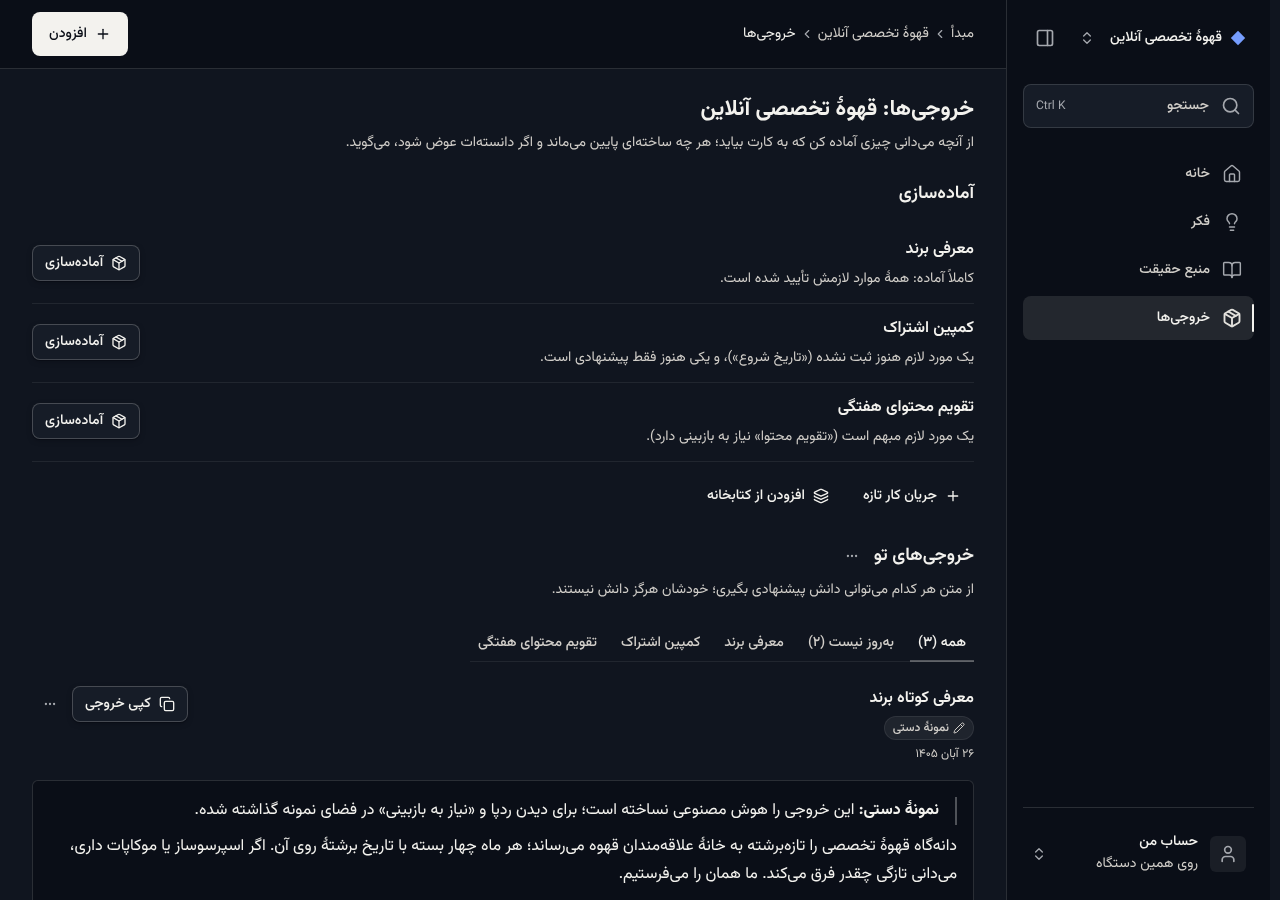 قهوهٔ تخصصی آنلاین
جستجو
Ctrl K
خانه
فکر
منبع حقیقت
خروجی‌ها
حساب من
روی همین دستگاه
مبدأ › قهوهٔ تخصصی آنلاین › خروجی‌ها
افزودن
خروجی‌ها: قهوهٔ تخصصی آنلاین
از آنچه می‌دانی چیزی آماده کن که به کارت بیاید؛ هر چه ساخته‌ای پایین می‌ماند و اگر دانسته‌ات عوض شود، می‌گوید.
آماده‌سازی
معرفی برند
کاملاً آماده: همهٔ موارد لازمش تأیید شده است.
آماده‌سازی
کمپین اشتراک
یک مورد لازم هنوز ثبت نشده («تاریخ شروع»)، و یکی هنوز فقط پیشنهادی است.
آماده‌سازی
تقویم محتوای هفتگی
یک مورد لازم مبهم است («تقویم محتوا» نیاز به بازبینی دارد).
آماده‌سازی
جریان کار تازه
افزودن از کتابخانه
خروجی‌های تو
از متن هر کدام می‌توانی دانش پیشنهادی بگیری؛ خودشان هرگز دانش نیستند.
همه (۳) به‌روز نیست (۲) معرفی برند کمپین اشتراک تقویم محتوای هفتگی
معرفی کوتاه برند
کپی خروجی
نمونهٔ دستی
۲۶ آبان ۱۴۰۵
نمونهٔ دستی: این خروجی را هوش مصنوعی نساخته است؛ برای دیدن ردپا و «نیاز به بازبینی» در فضای نمونه گذاشته شده.
دانه‌گاه قهوهٔ تخصصی را تازه‌برشته به خانهٔ علاقه‌مندان قهوه می‌رساند؛ هر ماه چهار بسته با تاریخ برشتهٔ روی آن. اگر اسپرسوساز یا موکاپات داری،
می‌دانی تازگی چقدر فرق می‌کند. ما همان را می‌فرستیم.